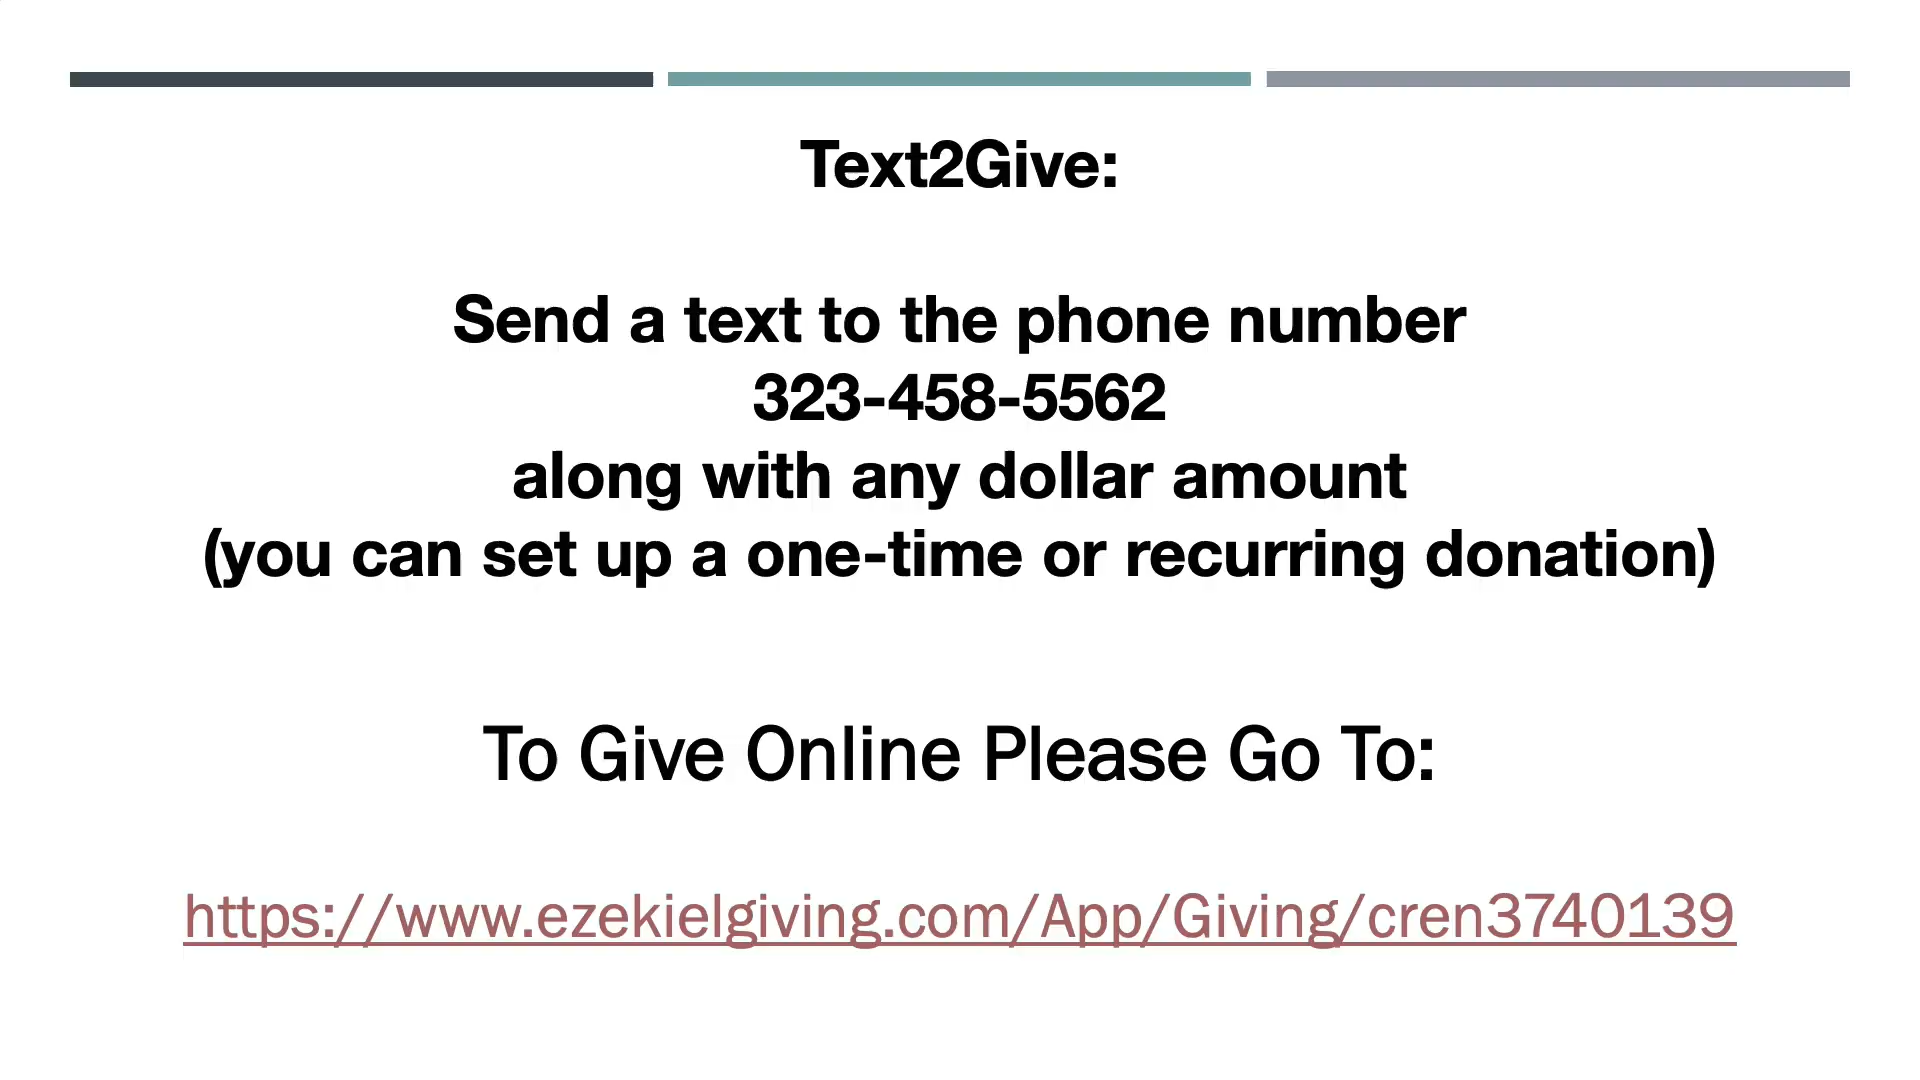 Text2Give:
Send a text to the phone number
323-458-5562
along with any dollar amount
(you can set up a one-time or recurring donation)
To Give Online Please Go To:
https://www.ezekielgiving.com/App/Giving/cren3740139